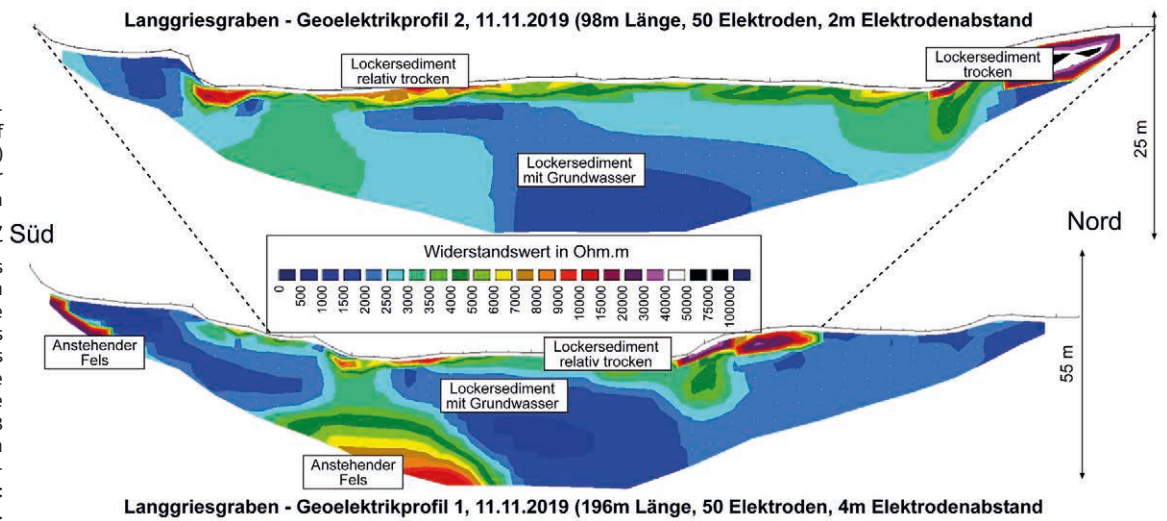 Langgriesgraben - Geoelektrikprofil 2, 11.11.2019 (98m Länge, 50 Elektroden, 2m Elektrodenabstand
Lockersediment
relativ trocken
Lockersediment
trocken
25 m
Lockersediment
mit Grundwasser
Süd
Nord
Widerstandswert in Ohm.m
0 500 1000 1500 2000 2500 3000 3500 4000 5000 6000 7000 8000 9000 10000 15000 20000 30000 40000 50000 75000 100000
Anstehender
Fels
Lockersediment
relativ trocken
Lockersediment
mit Grundwasser
55 m
Anstehender
Fels
Langgriesgraben - Geoelektrikprofil 1, 11.11.2019 (196m Länge, 50 Elektroden, 4m Elektrodenabstand